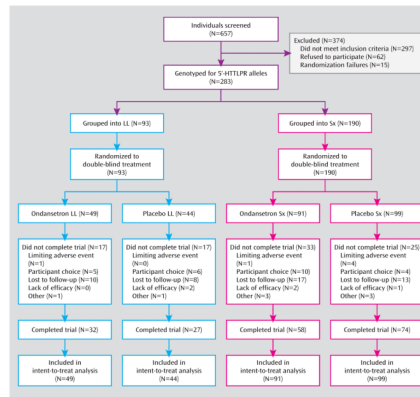 Individuals screened
(N=657)
Excluded (N=374)
Did not meet inclusion criteria (N=297)
Refused to participate (N=62)
Randomization failures (N=15)
Genotyped for 5'-HTTLPR alleles
(N=283)
Grouped into LL (N=93)
Grouped into Sx (N=190)
Randomized to
double-blind treatment
(N=93)
Randomized to
double-blind treatment
(N=190)
Ondansetron LL (N=49)
Placebo LL (N=44)
Ondansetron Sx (N=91)
Placebo Sx (N=99)
Did not complete trial (N=17)
Limiting adverse event
(N=1)
Participant choice (N=5)
Lost to follow-up (N=10)
Lack of efficacy (N=0)
Other (N=1)
Did not complete trial (N=17)
Limiting adverse event
(N=0)
Participant choice (N=6)
Lost to follow-up (N=8)
Lack of efficacy (N=2)
Other (N=1)
Did not complete trial (N=33)
Limiting adverse event
(N=1)
Participant choice (N=10)
Lost to follow-up (N=17)
Lack of efficacy (N=2)
Other (N=3)
Did not complete trial (N=25)
Limiting adverse event
(N=4)
Participant choice (N=4)
Lost to follow-up (N=13)
Lack of efficacy (N=1)
Other (N=3)
Completed trial (N=32)
Completed trial (N=27)
Completed trial (N=58)
Completed trial (N=74)
Included in
intent-to-treat analysis
(N=49)
Included in
intent-to-treat analysis
(N=44)
Included in
intent-to-treat analysis
(N=91)
Included in
intent-to-treat analysis
(N=99)